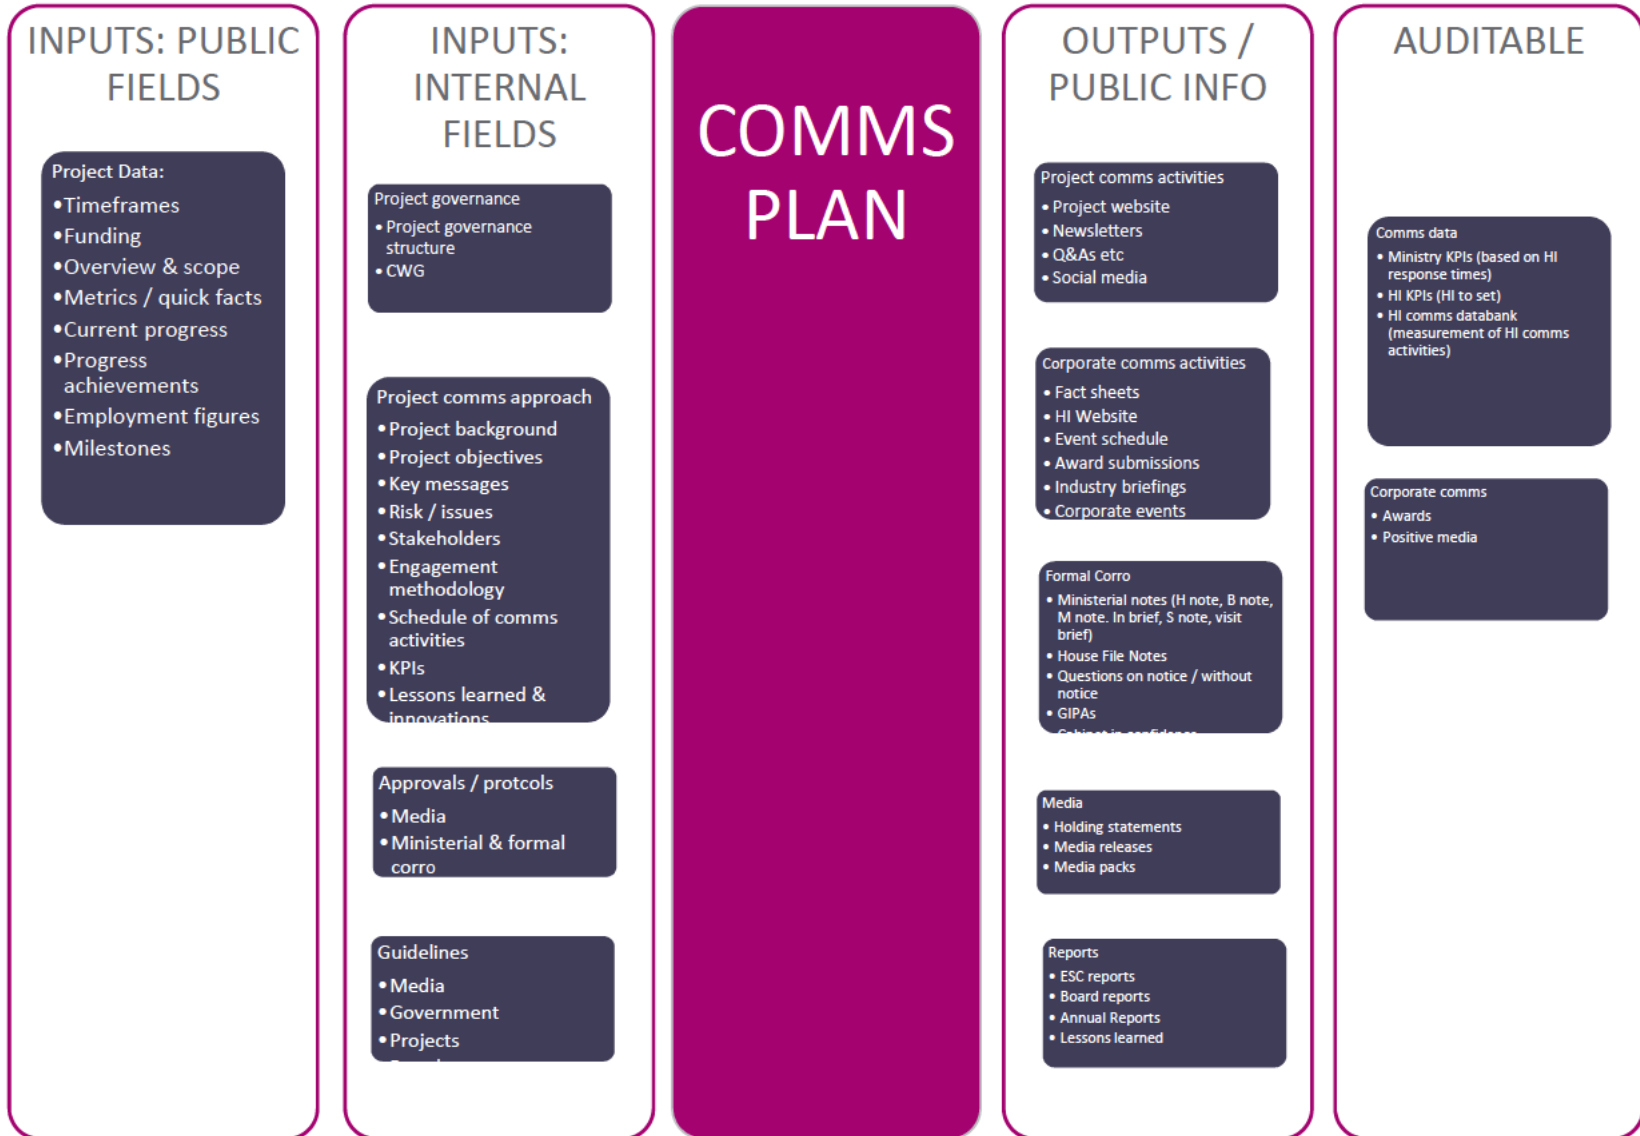 INPUTS: PUBLIC
FIELDS
Project Data:
•Timeframes
•Funding
•Overview & scope
•Metrics / quick facts
•Current progress
•Progress
achievements
•Employment figures
•Milestones
INPUTS:
INTERNAL
FIELDS
Project governance
• Project governance
structure
• CWG
Project comms approach
• Project background
• Project objectives
• Key messages
• Risk / issues
• Stakeholders
• Engagement
methodology
• Schedule of comms
activities
• KPIs
• Lessons learned &
innovations
Approvals / protcols
• Media
• Ministerial & formal
corro
Guidelines
• Media
• Government
• Projects
COMMS
PLAN
OUTPUTS /
PUBLIC INFO
Project comms activities
• Project website
• Newsletters
• Q&As etc
• Social media
Corporate comms activities
• Fact sheets
• HI Website
• Event schedule
• Award submissions
• Industry briefings
• Corporate events
Formal Corro
• Ministerial notes (H note, B note,
M note. In brief, S note, visit
brief)
• House File Notes
• Questions on notice / without
notice
• GIPAs
Cabinet in confidence
Media
• Holding statements
• Media releases
• Media packs
Reports
• ESC reports
• Board reports
• Annual Reports
• Lessons learned
AUDITABLE
Comms data
• Ministry KPIs (based on HI
response times)
• HI KPIs (HI to set)
• HI comms databank
(measurement of HI comms
activities)
Corporate comms
• Awards
• Positive media